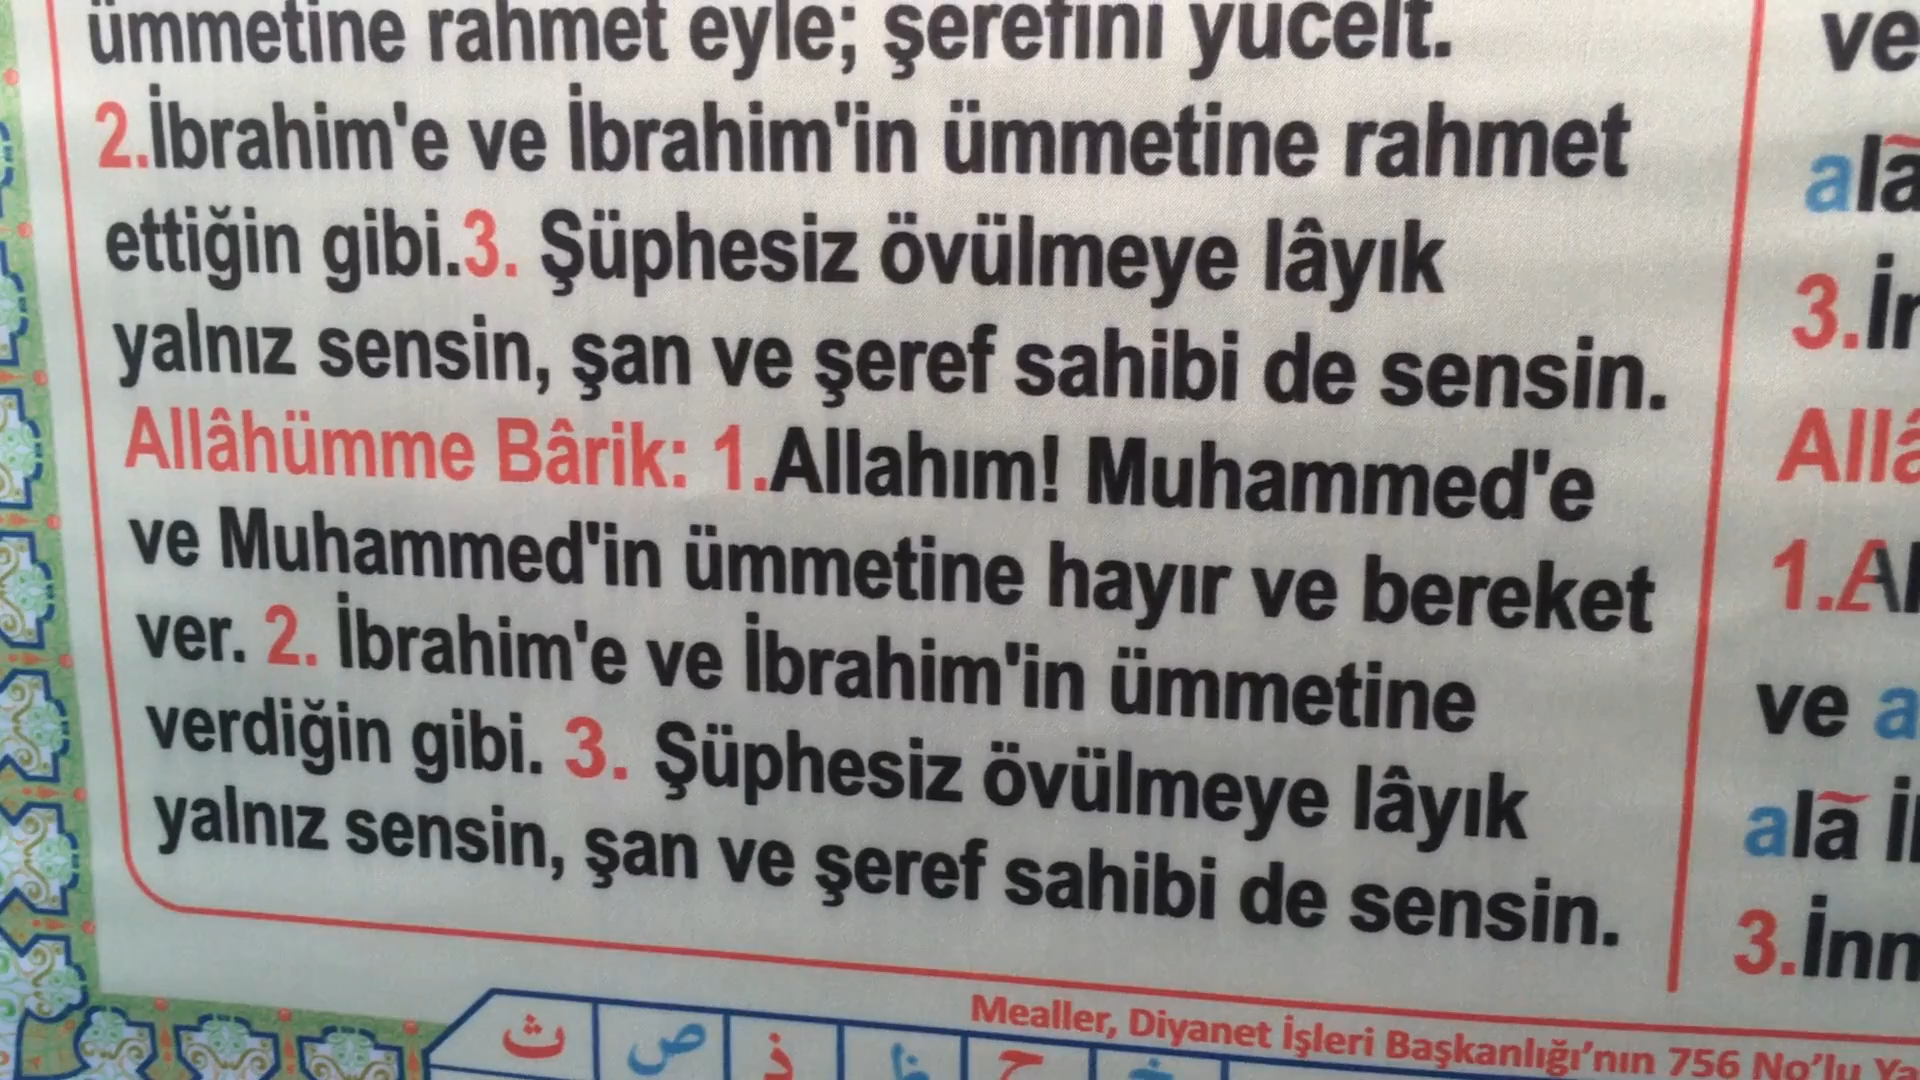 ümmetine rahmet eyle; şerefini yücelt.
2.İbrahim'e ve İbrahim'in ümmetine rahmet
ettiğin gibi.3. Şüphesiz övülmeye lâyık
yalnız sensin, şan ve şeref sahibi de sensin.
Allâhümme Bârik: 1.Allahım! Muhammed'e
ve Muhammed'in ümmetine hayır ve bereket
ver. 2. İbrahim'e ve İbrahim'in ümmetine
verdiğin gibi. 3. Şüphesiz övülmeye lâyık
yalnız sensin, şan ve şeref sahibi de sensin.
ve
alã
3.
1.
ve a
alã
3.İnn
ث ص ذ ظ ح خ
Mealler, Diyanet İşleri Başkanlığı’nın 756 No’lu